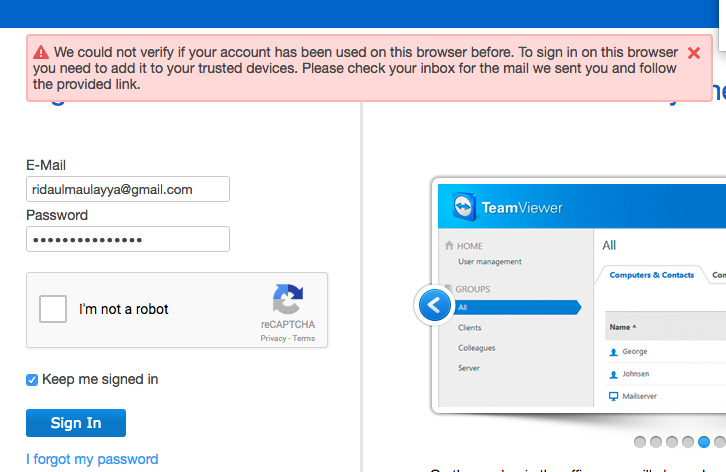 We could not verify if your account has been used on this browser before. To sign in on this browser
you need to add it to your trusted devices. Please check your inbox for the mail we sent you and follow
the provided link.
E-Mail
ridaulmaulayya@gmail.com
Password
I'm not a robot
reCAPTCHA
Privacy - Terms
Keep me signed in
Sign In
I forgot my password
TeamViewer
HOME
User management
GROUPS
All
Clients
Colleagues
Server
All
Computers & Contacts
Name
George
Johnsen
Mailserver